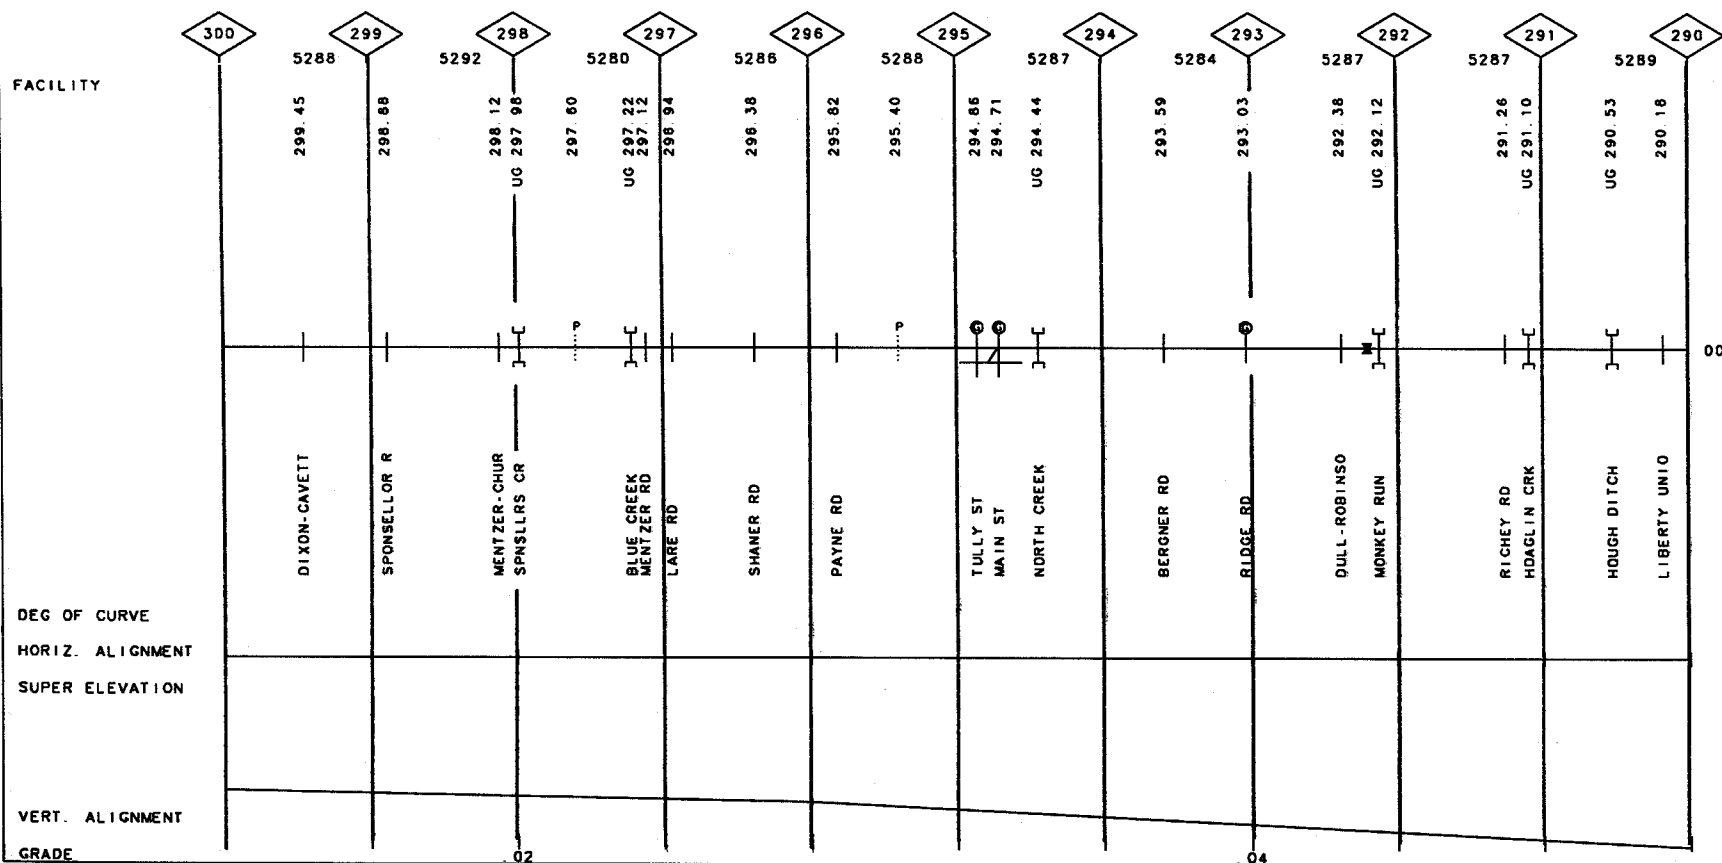 300 299 298 297 296 295 294 293 292 291 290
5288 5292 5280 5286 5288 5287 5284 5287 5287 5289
FACILITY
299.45
298.88
298.12
UG 297.98
297.60
UG 297.22
297.12
296.94
296.38
295.82
295.40
294.86
294.71
UG 294.44
293.59
293.03
292.38
UG 292.12
291.26
UG 291.10
UG 290.53
290.18
P P G G G
00
DIXON-CAVETT
SPONSELLOR R
MENTZER-CHUR
SPNSLLRS CR
BLUE CREEK
MENTZER RD
LARE RD
SHANER RD
PAYNE RD
TULLY ST
MAIN ST
NORTH CREEK
BERGNER RD
RIDGE RD
DULL-ROBINSO
MONKEY RUN
RICHEY RD
HOAGLIN CRK
HOUGH DITCH
LIBERTY UNIO
DEG OF CURVE
HORIZ. ALIGNMENT
SUPER ELEVATION
VERT. ALIGNMENT
GRADE .02 .04